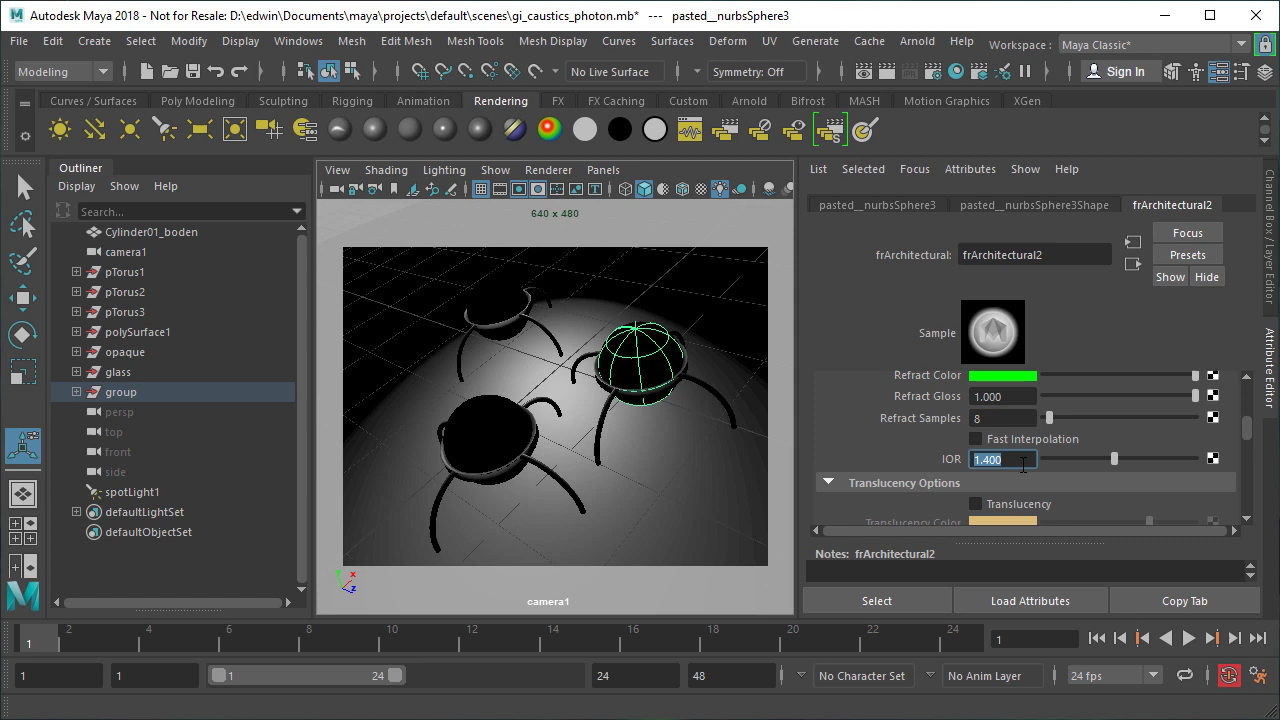 Autodesk Maya 2018 - Not for Resale: D:\edwin\Documents\maya\projects\default\scenes\gi_caustics_photon.mb* --- pasted__nurbsSphere3
File Edit Create Select Modify Display Windows Mesh Edit Mesh Mesh Tools Mesh Display Curves Surfaces Deform UV Generate Cache Arnold Help Workspace : Maya Classic*
Modeling No Live Surface Symmetry: Off Sign In
Curves / Surfaces Poly Modeling Sculpting Rigging Animation Rendering FX FX Caching Custom Arnold Bifrost MASH Motion Graphics XGen
Outliner
Display Show Help
Search...
Cylinder01_boden
camera1
pTorus1
pTorus2
pTorus3
polySurface1
opaque
glass
group
persp
top
front
side
spotLight1
defaultLightSet
defaultObjectSet
View Shading Lighting Show Renderer Panels
640 x 480
camera1
List Selected Focus Attributes Show Help
pasted__nurbsSphere3 pasted__nurbsSphere3Shape frArchitectural2
Focus
frArchitectural: frArchitectural2
Presets
Show Hide
Sample
Refract Color
Refract Gloss 1.000
Refract Samples 8
Fast Interpolation
IOR 1.400
Translucency Options
Translucency
Translucency Color
Notes: frArchitectural2
Select Load Attributes Copy Tab
Channel Box / Layer Editor
Attribute Editor
1 2 4 6 8 10 12 14 16 18 20 22 24 1
1 1 1 24 24 48 No Character Set No Anim Layer 24 fps